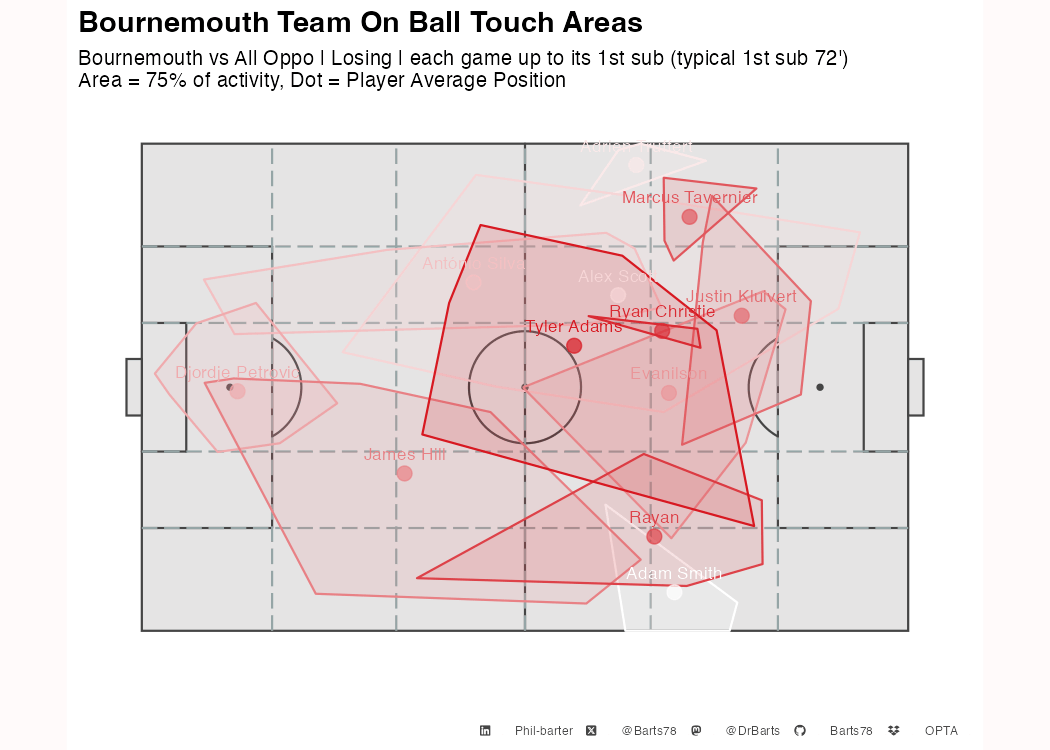 Bournemouth Team On Ball Touch Areas
Bournemouth vs All Oppo | Losing | each game up to its 1st sub (typical 1st sub 72')
Area = 75% of activity, Dot = Player Average Position
Marcus Tavernier
António Silva
Alex Scott
Justin Kluivert
Ryan Christie
Tyler Adams
Djordje Petrovic
Evanilson
James Hill
Rayan
Adam Smith
Phil-barter @Barts78 @DrBarts Barts78 OPTA